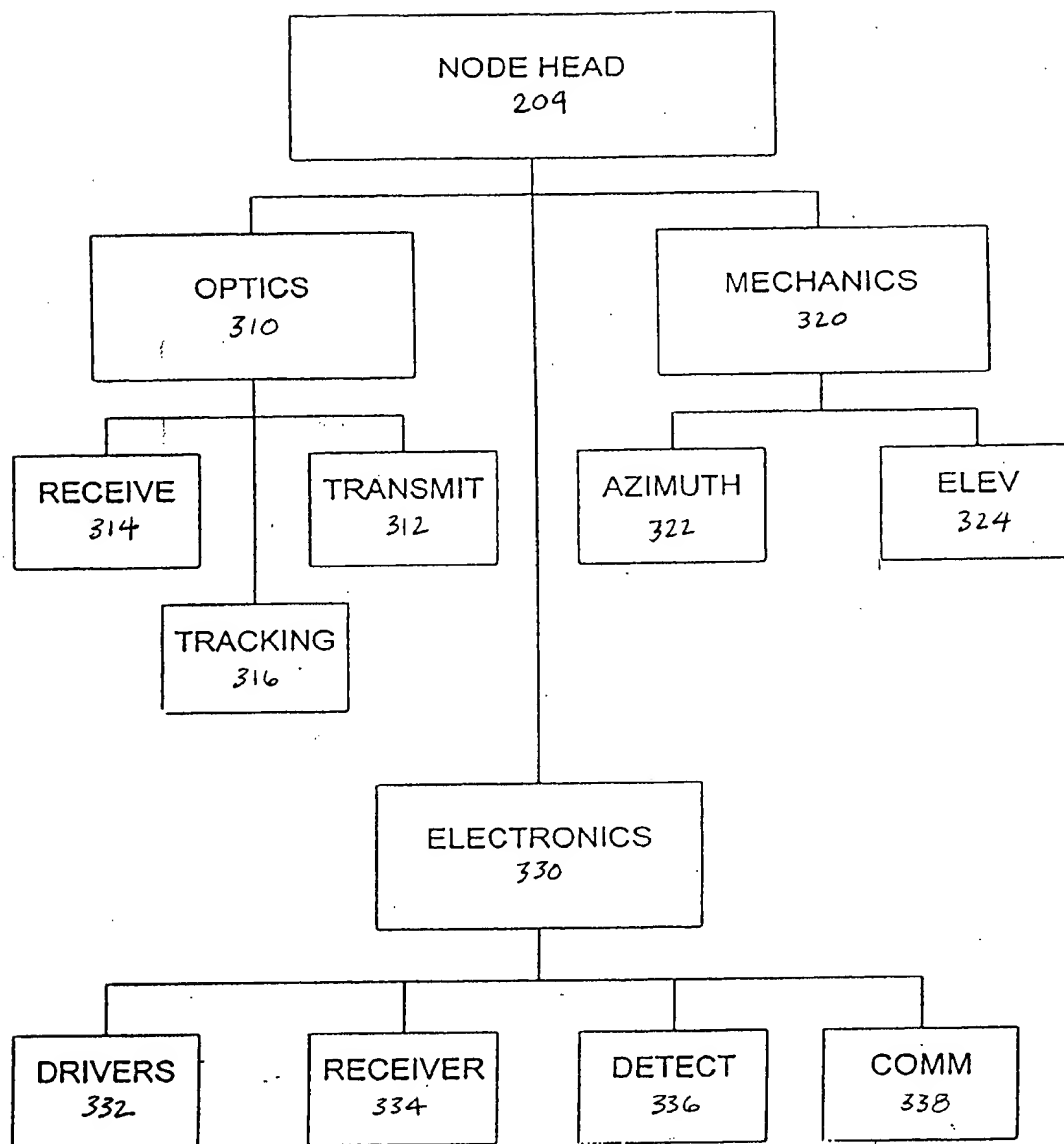 NODE HEAD
209
OPTICS
310
MECHANICS
320
RECEIVE
314
TRANSMIT
312
AZIMUTH
322
ELEV
324
TRACKING
316
ELECTRONICS
330
DRIVERS
332
RECEIVER
334
DETECT
336
COMM
338